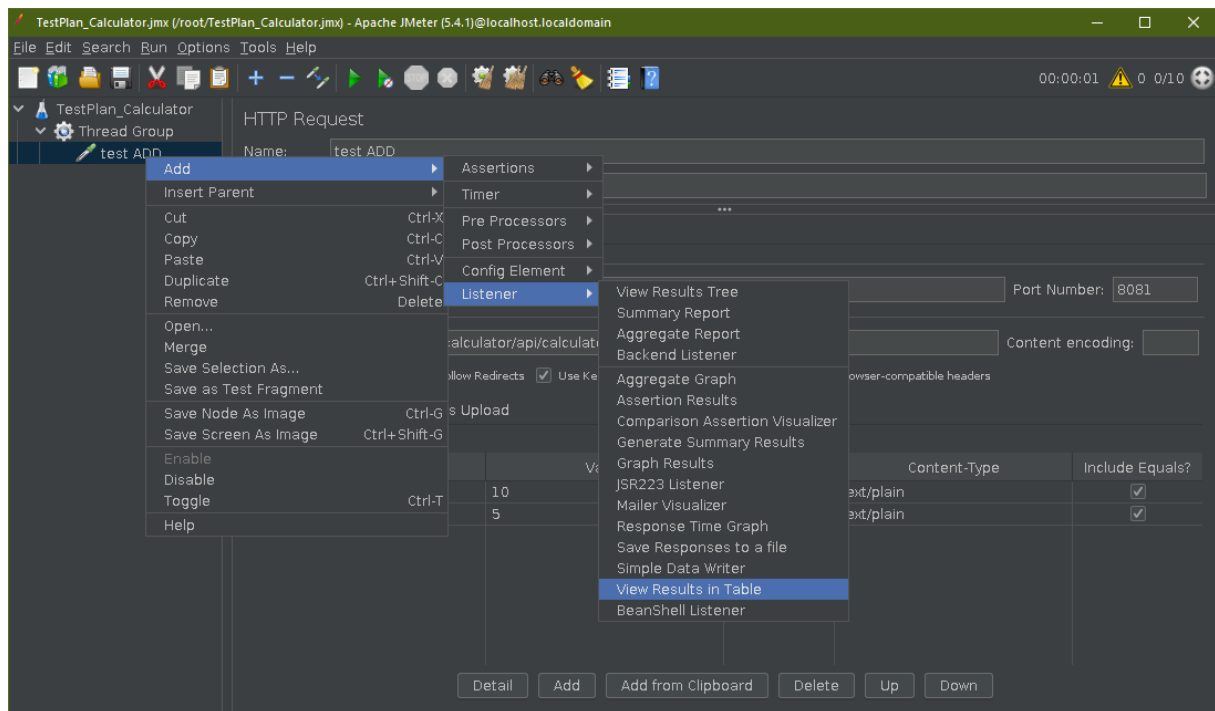 TestPlan_Calculator.jmx (/root/TestPlan_Calculator.jmx) - Apache JMeter (5.4.1)@localhost.localdomain
File Edit Search Run Options Tools Help
00:00:01 0 0/10
TestPlan_Calculator
Thread Group
test ADD
HTTP Request
Name: test ADD
Add
Insert Parent
Cut Ctrl-X
Copy Ctrl-C
Paste Ctrl-V
Duplicate Ctrl+Shift-C
Remove Delete
Open...
Merge
Save Selection As...
Save as Test Fragment
Save Node As Image Ctrl-G
Save Screen As Image Ctrl+Shift-G
Enable
Disable
Toggle Ctrl-T
Help
Assertions
Timer
Pre Processors
Post Processors
Config Element
Listener
View Results Tree
Summary Report
Aggregate Report
Backend Listener
Aggregate Graph
Assertion Results
Comparison Assertion Visualizer
Generate Summary Results
Graph Results
JSR223 Listener
Mailer Visualizer
Response Time Graph
Save Responses to a file
Simple Data Writer
View Results in Table
BeanShell Listener
Port Number: 8081
calculator/api/calculat Content encoding:
ollow Redirects Use Ke owser-compatible headers
s Upload
Va Content-Type Include Equals?
10 ext/plain
5 ext/plain
Detail Add Add from Clipboard Delete Up Down